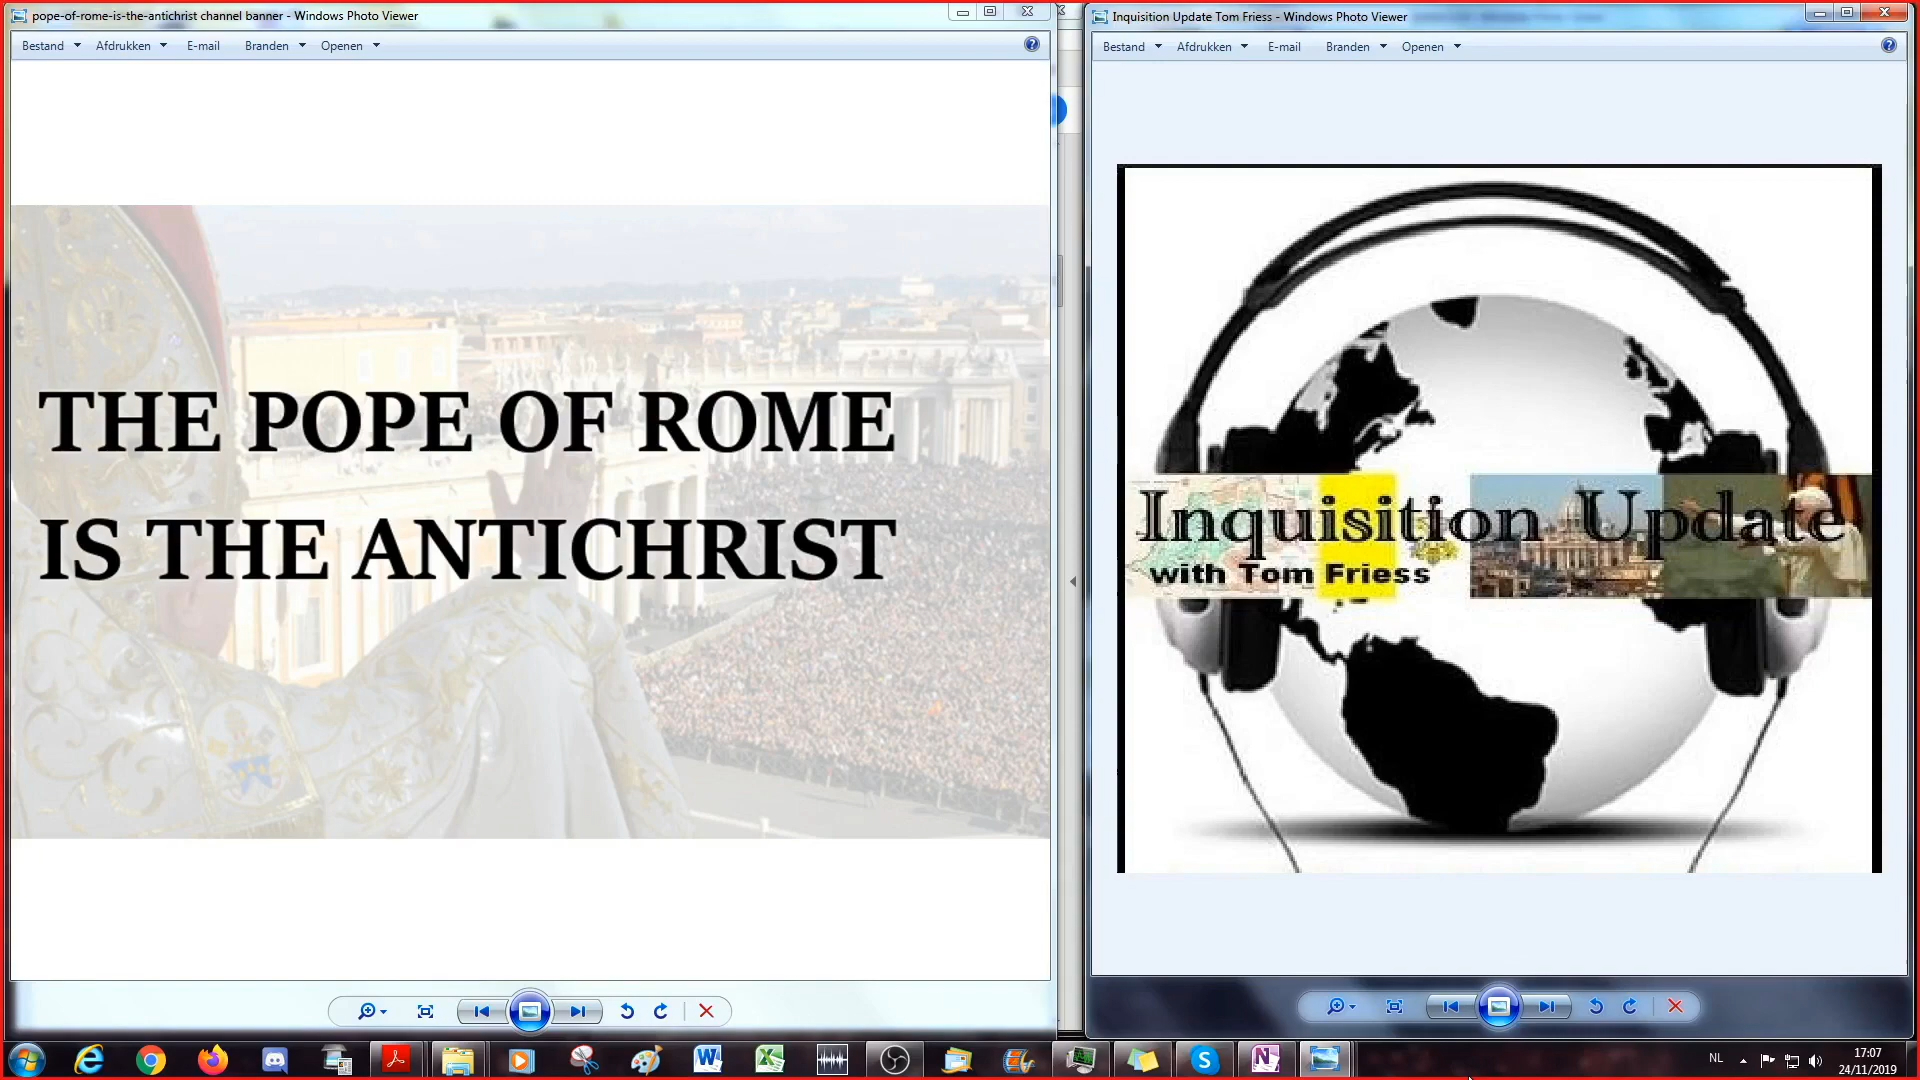 pope-of-rome-is-the-antichrist channel banner - Windows Photo Viewer
Bestand Afdrukken E-mail Branden Openen
THE POPE OF ROME
IS THE ANTICHRIST
Inquisition Update Tom Friess - Windows Photo Viewer
Bestand Afdrukken E-mail Branden Openen
Inquisition Update
with Tom Friess
NL
17:07
24/11/2019